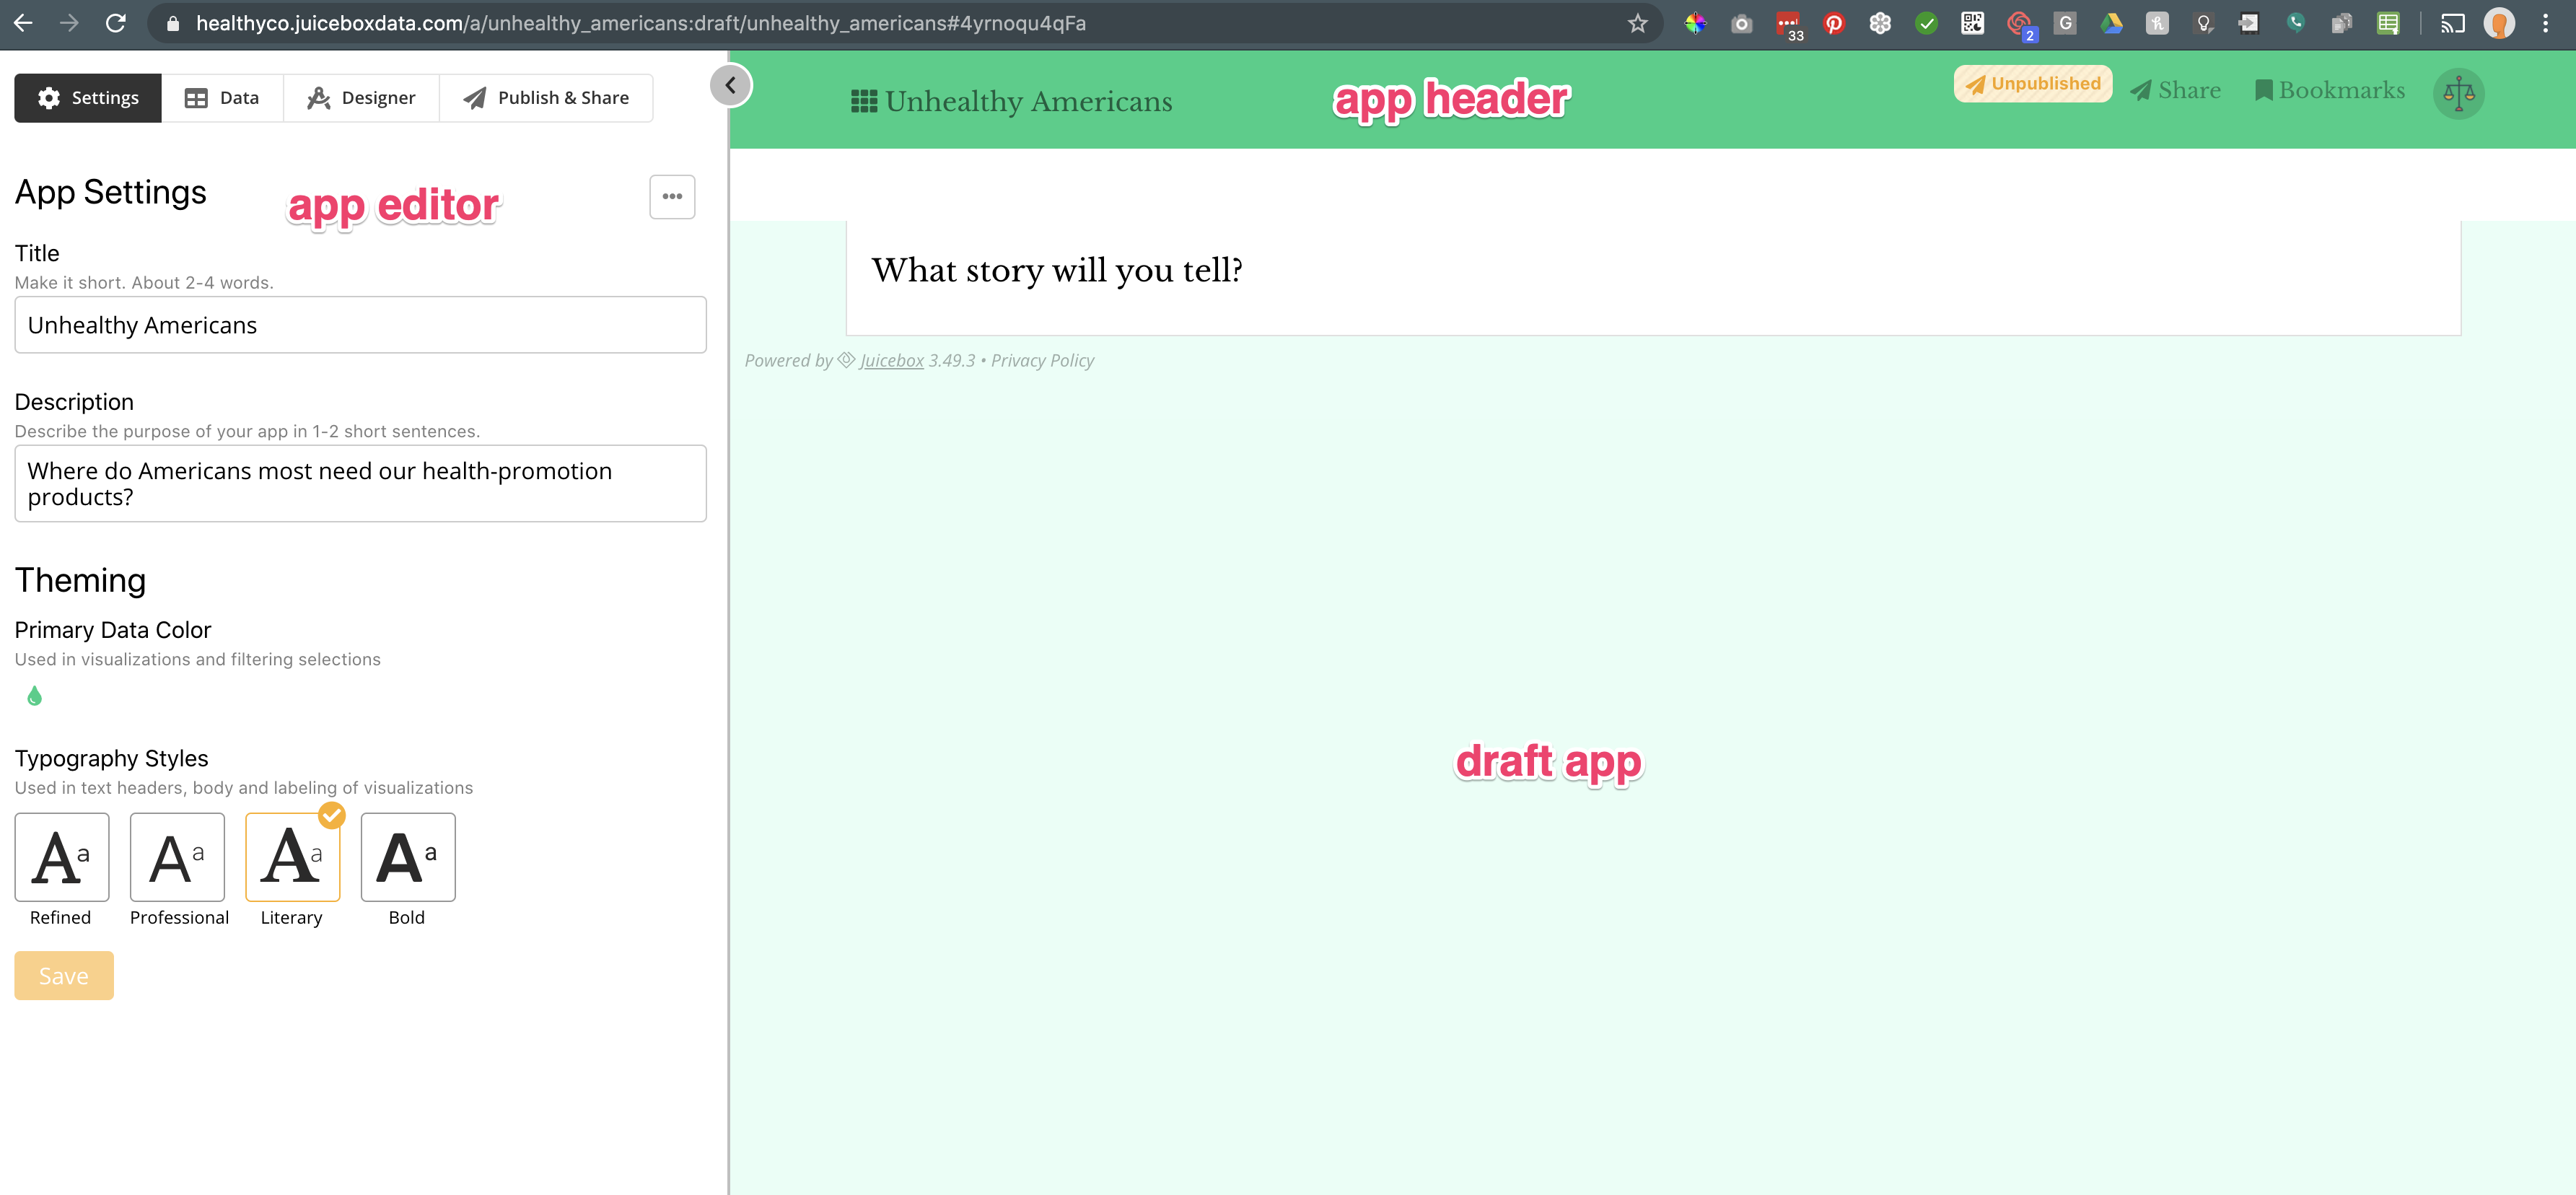 healthyco.juiceboxdata.com/a/unhealthy_americans:draft/unhealthy_americans#4yrnoqu4qFa
33
2
G
Settings
Data
Designer
Publish & Share
App Settings
app editor
Title
Make it short. About 2-4 words.
Unhealthy Americans
Description
Describe the purpose of your app in 1-2 short sentences.
Where do Americans most need our health-promotion
products?
Theming
Primary Data Color
Used in visualizations and filtering selections
Typography Styles
Used in text headers, body and labeling of visualizations
Aa Aa Aa Aa
Refined Professional Literary Bold
Save
Unhealthy Americans
app header
Unpublished
Share
Bookmarks
What story will you tell?
Powered by Juicebox 3.49.3 • Privacy Policy
draft app